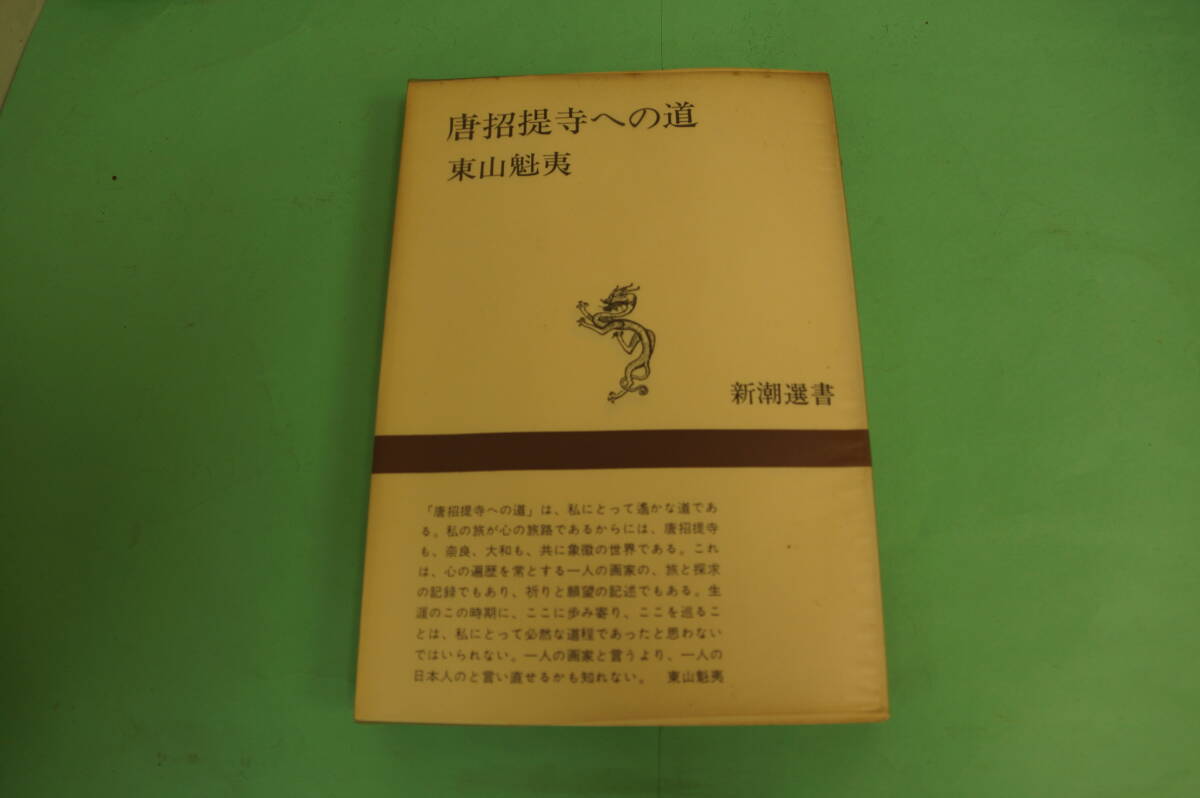 唐招提寺への道
東山魁夷
新潮選書
「唐招提寺への道」は、私にとって遙かな道であ
る。私の旅が心の旅路であるからには、唐招提寺
も、奈良、大和も、共に象徴の世界である。これ
は、心の遍歴を常とする一人の画家の、旅と探求
の記録でもあり、祈りと願望の記述でもある。生
涯のこの時期に、ここに歩み寄り、ここを巡るこ
とは、私にとって必然な道程であったと思わない
ではいられない。一人の画家と言うより、一人の
日本人のと言い直せるかも知れない。　東山魁夷